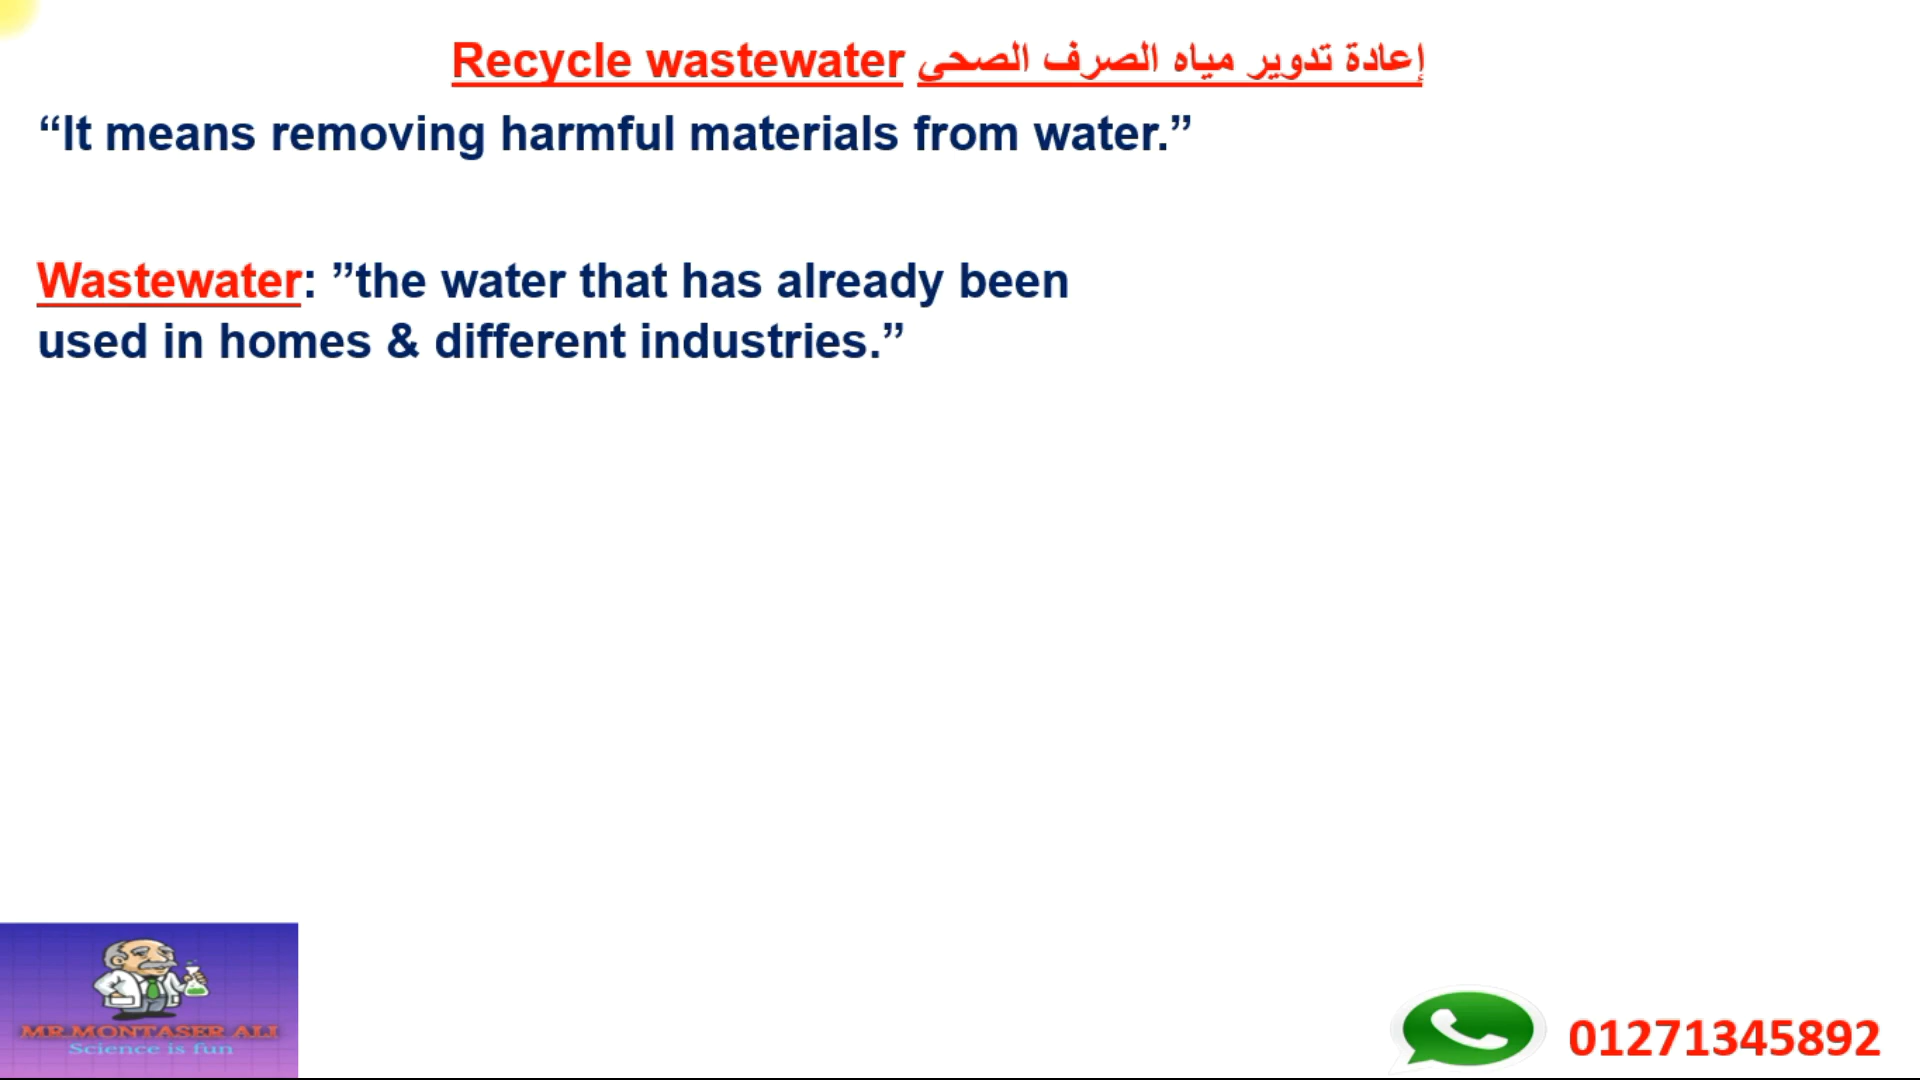 Recycle wastewater إعادة تدوير مياه الصرف الصحى
“It means removing harmful materials from water.”
Wastewater: ”the water that has already been
used in homes & different industries.”
MR.MONTASER ALI
Science is fun
01271345892